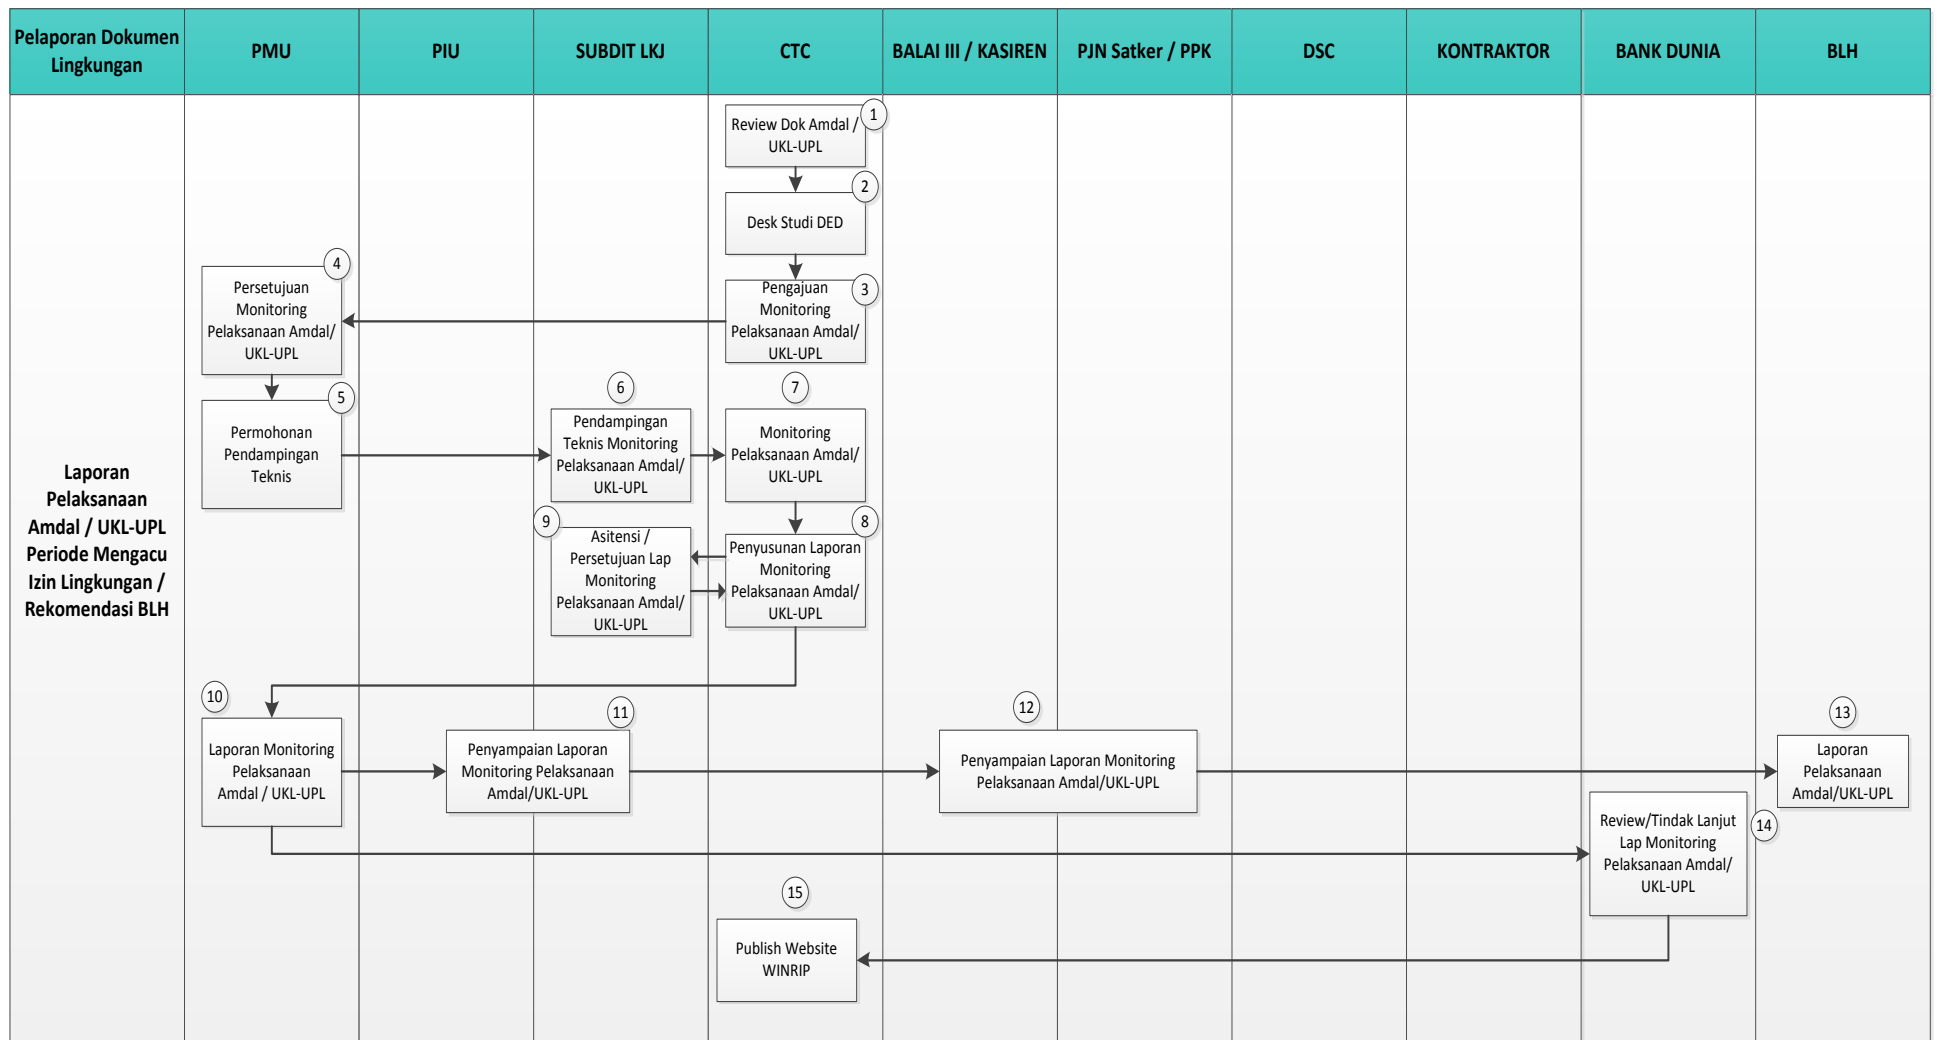 Pelaporan Dokumen
Lingkungan
PMU
PIU
SUBDIT LKJ
CTC
BALAI III / KASIREN
PJN Satker / PPK
DSC
KONTRAKTOR
BANK DUNIA
BLH
Laporan
Pelaksanaan
Amdal / UKL-UPL
Periode Mengacu
Izin Lingkungan /
Rekomendasi BLH
1
Review Dok Amdal /
UKL-UPL
2
Desk Studi DED
3
Pengajuan
Monitoring
Pelaksanaan Amdal/
UKL-UPL
4
Persetujuan
Monitoring
Pelaksanaan Amdal/
UKL-UPL
5
Permohonan
Pendampingan
Teknis
6
Pendampingan
Teknis Monitoring
Pelaksanaan Amdal/
UKL-UPL
7
Monitoring
Pelaksanaan Amdal/
UKL-UPL
8
Penyusunan Laporan
Monitoring
Pelaksanaan Amdal/
UKL-UPL
9
Asitensi /
Persetujuan Lap
Monitoring
Pelaksanaan Amdal/
UKL-UPL
10
Laporan Monitoring
Pelaksanaan
Amdal / UKL-UPL
11
Penyampaian Laporan
Monitoring Pelaksanaan
Amdal/UKL-UPL
12
Penyampaian Laporan Monitoring
Pelaksanaan Amdal/UKL-UPL
13
Laporan
Pelaksanaan
Amdal/UKL-UPL
14
Review/Tindak Lanjut
Lap Monitoring
Pelaksanaan Amdal/
UKL-UPL
15
Publish Website
WINRIP